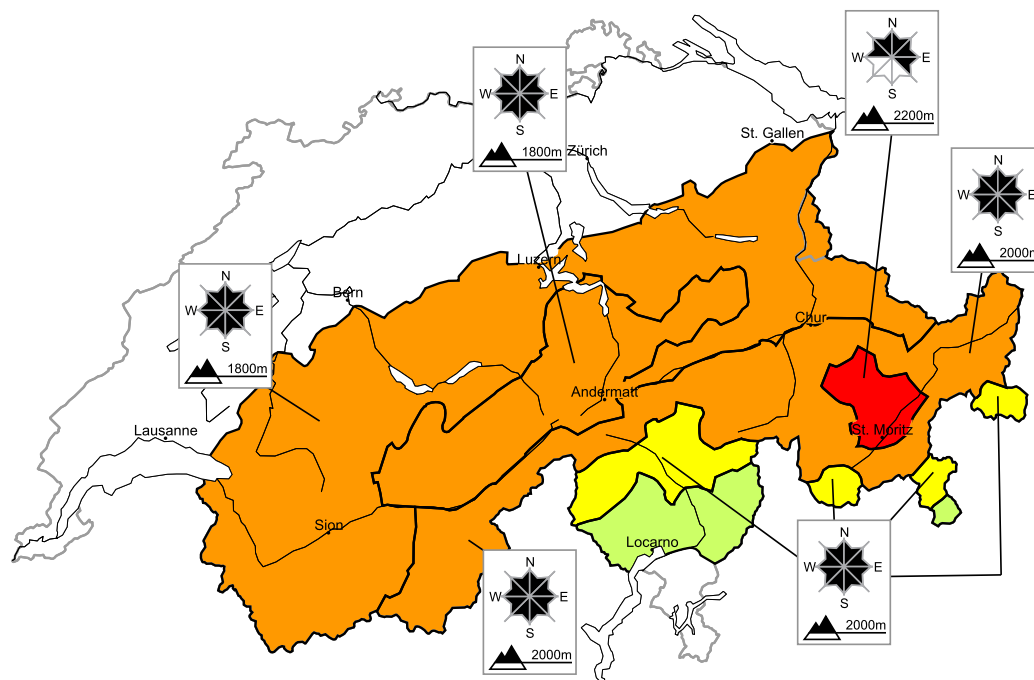 N
W E
S
2200m
N
W E
S
1800m
St. Gallen
Zürich
N
W E
S
2000m
Luzern
N
W E
S
1800m
Bern
Chur
Andermatt
Lausanne
St. Moritz
Sion
Locarno
N
W E
S
2000m
N
W E
S
2000m